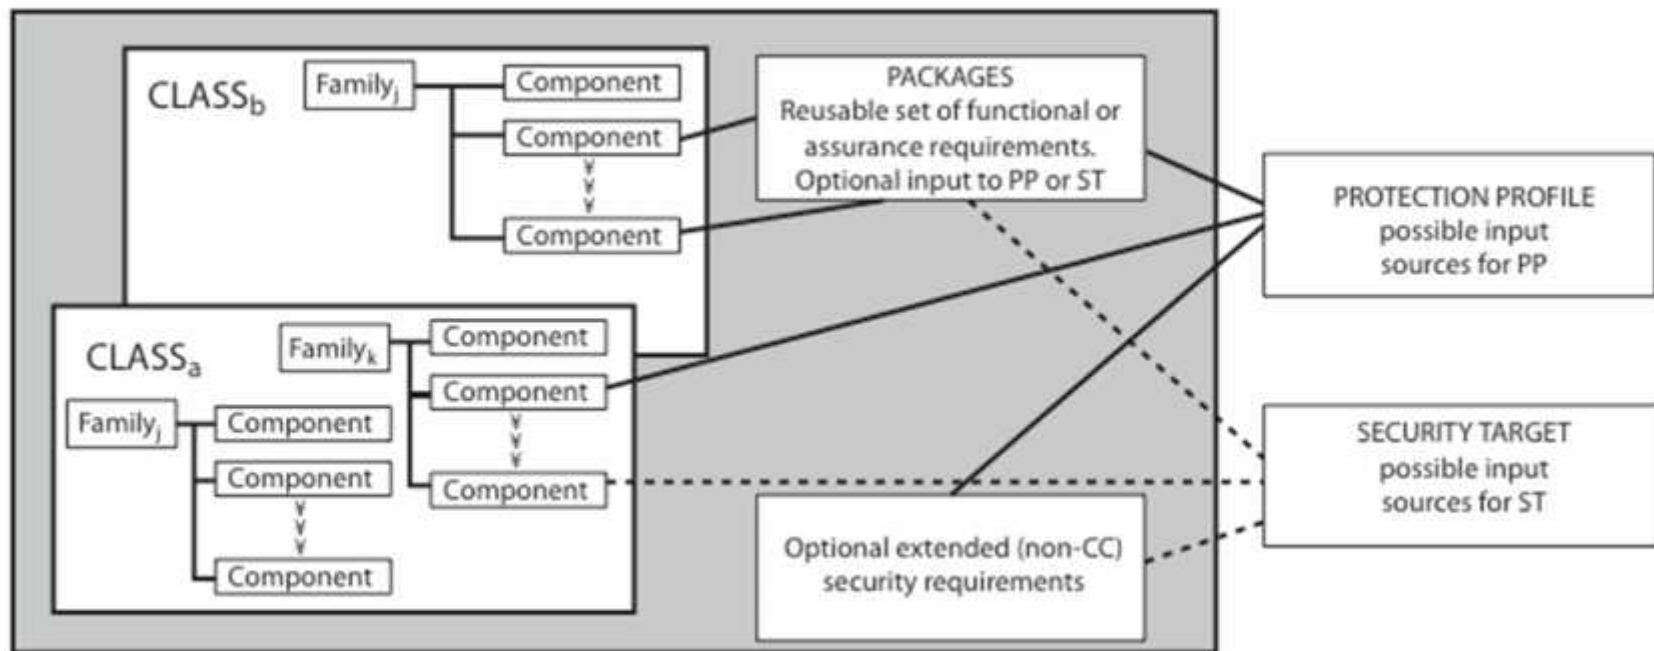 CLASSb
Familyj
Component
Component
Component
CLASSa
Familyk
Component
Component
Component
Familyj
Component
Component
Component
PACKAGES
Reusable set of functional or
assurance requirements.
Optional input to PP or ST
Optional extended (non-CC)
security requirements
PROTECTION PROFILE
possible input
sources for PP
SECURITY TARGET
possible input
sources for ST